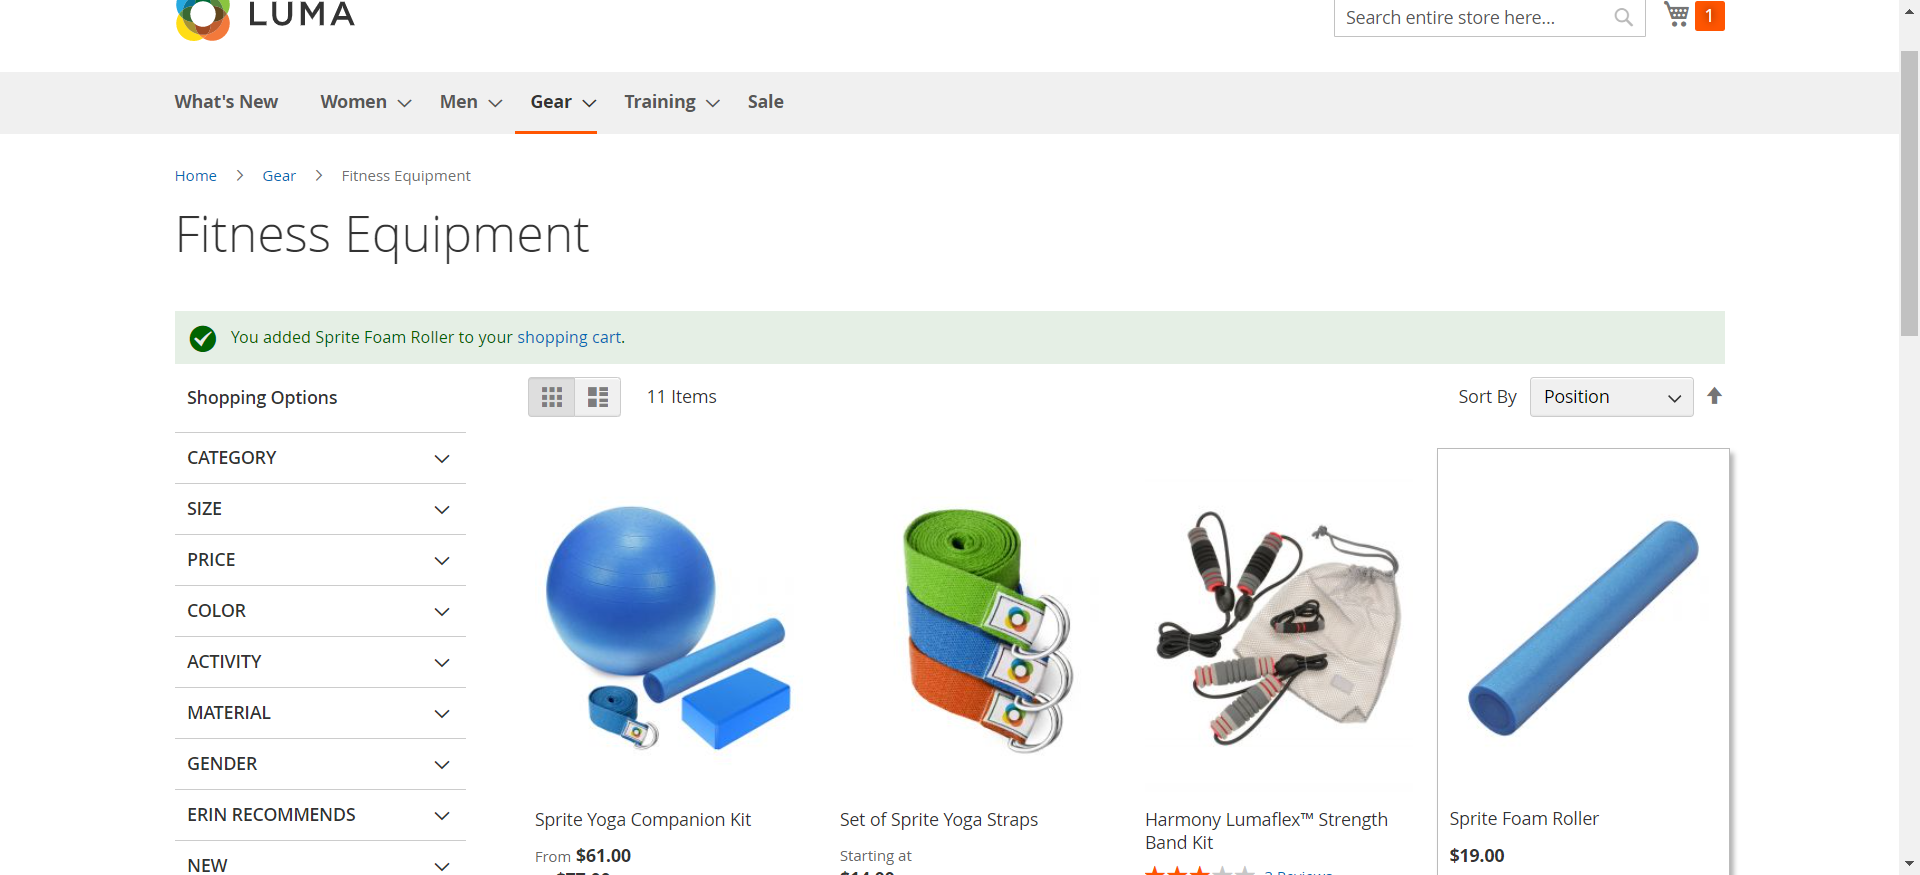 LUMA
Search entire store here...
1
What's New Women Men Gear Training Sale
Home Gear Fitness Equipment
Fitness Equipment
You added Sprite Foam Roller to your shopping cart.
Shopping Options
11 Items
Sort By Position
CATEGORY
SIZE
PRICE
COLOR
ACTIVITY
MATERIAL
GENDER
ERIN RECOMMENDS
NEW
Sprite Yoga Companion Kit
From $61.00
Set of Sprite Yoga Straps
Starting at
Harmony Lumaflex™ Strength
Band Kit
Sprite Foam Roller
$19.00